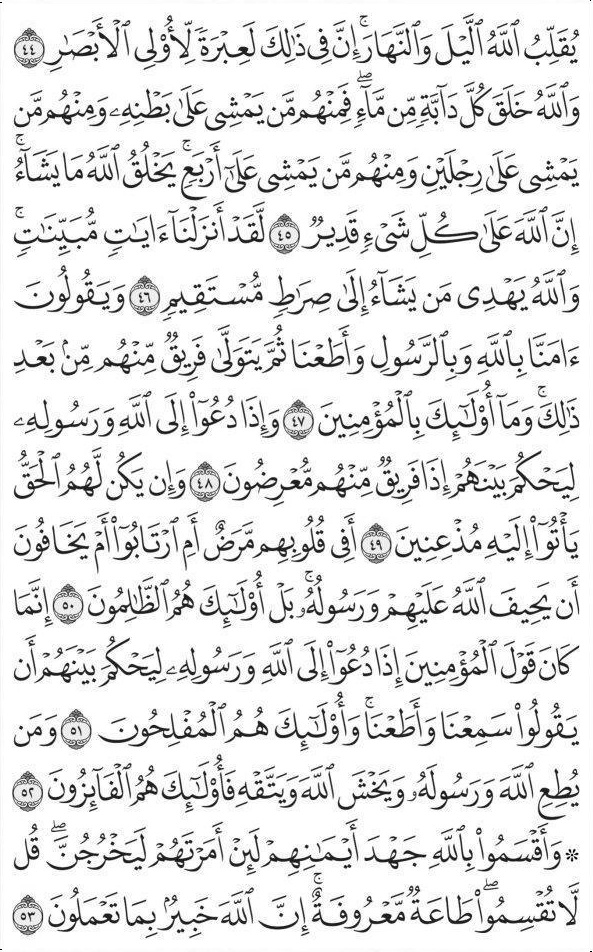 يُقَلِّبُ ٱللَّهُ ٱلَّيْلَ وَٱلنَّهَارَۚ إِنَّ فِى ذَٰلِكَ لَعِبْرَةً لِّأُو۟لِى ٱلْأَبْصَـٰرِ ٤٤
وَٱللَّهُ خَلَقَ كُلَّ دَآبَّةٍ مِّن مَّآءٍۖ فَمِنْهُم مَّن يَمْشِى عَلَىٰ بَطْنِهِۦ وَمِنْهُم مَّن
يَمْشِى عَلَىٰ رِجْلَيْنِ وَمِنْهُم مَّن يَمْشِى عَلَىٰٓ أَرْبَعٍۚ يَخْلُقُ ٱللَّهُ مَا يَشَآءُۚ
إِنَّ ٱللَّهَ عَلَىٰ كُلِّ شَىْءٍ قَدِيرٌ ٤٥ لَّقَدْ أَنزَلْنَآ ءَايَـٰتٍ مُّبَيِّنَـٰتٍۚ
وَٱللَّهُ يَهْدِى مَن يَشَآءُ إِلَىٰ صِرَٰطٍ مُّسْتَقِيمٍ ٤٦ وَيَقُولُونَ
ءَامَنَّا بِٱللَّهِ وَبِٱلرَّسُولِ وَأَطَعْنَا ثُمَّ يَتَوَلَّىٰ فَرِيقٌ مِّنْهُم مِّنۢ بَعْدِ
ذَٰلِكَۚ وَمَآ أُو۟لَـٰٓئِكَ بِٱلْمُؤْمِنِينَ ٤٧ وَإِذَا دُعُوٓا۟ إِلَى ٱللَّهِ وَرَسُولِهِۦ
لِيَحْكُمَ بَيْنَهُمْ إِذَا فَرِيقٌ مِّنْهُم مُّعْرِضُونَ ٤٨ وَإِن يَكُن لَّهُمُ ٱلْحَقُّ
يَأْتُوٓا۟ إِلَيْهِ مُذْعِنِينَ ٤٩ أَفِى قُلُوبِهِم مَّرَضٌ أَمِ ٱرْتَابُوٓا۟ أَمْ يَخَافُونَ
أَن يَحِيفَ ٱللَّهُ عَلَيْهِمْ وَرَسُولُهُۥۚ بَلْ أُو۟لَـٰٓئِكَ هُمُ ٱلظَّـٰلِمُونَ ٥٠ إِنَّمَا
كَانَ قَوْلَ ٱلْمُؤْمِنِينَ إِذَا دُعُوٓا۟ إِلَى ٱللَّهِ وَرَسُولِهِۦ لِيَحْكُمَ بَيْنَهُمْ أَن
يَقُولُوا۟ سَمِعْنَا وَأَطَعْنَاۚ وَأُو۟لَـٰٓئِكَ هُمُ ٱلْمُفْلِحُونَ ٥١ وَمَن
يُطِعِ ٱللَّهَ وَرَسُولَهُۥ وَيَخْشَ ٱللَّهَ وَيَتَّقْهِ فَأُو۟لَـٰٓئِكَ هُمُ ٱلْفَآئِزُونَ ٥٢
۞ وَأَقْسَمُوا۟ بِٱللَّهِ جَهْدَ أَيْمَـٰنِهِمْ لَئِنْ أَمَرْتَهُمْ لَيَخْرُجُنَّۖ قُل
لَّا تُقْسِمُوا۟ۖ طَاعَةٌ مَّعْرُوفَةٌۚ إِنَّ ٱللَّهَ خَبِيرٌۢ بِمَا تَعْمَلُونَ ٥٣